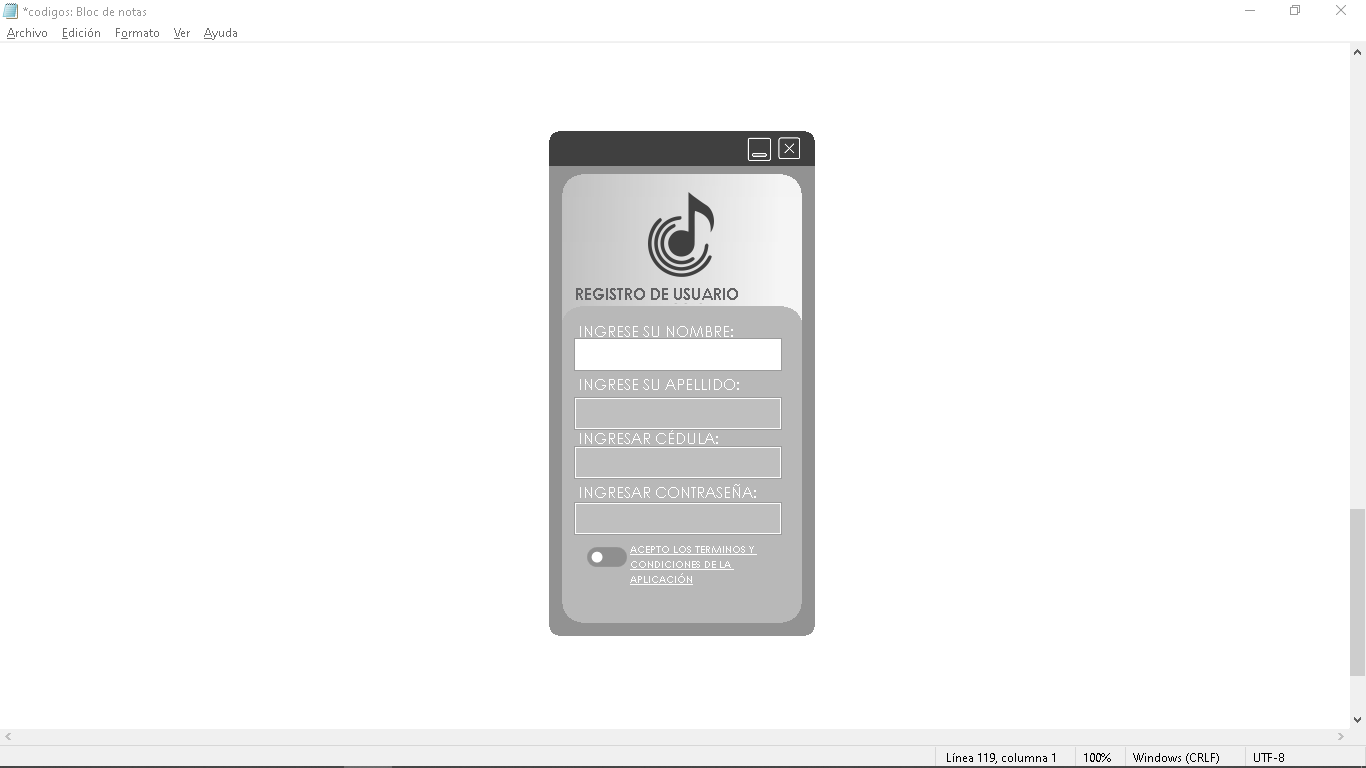 *codigos: Bloc de notas
Archivo Edición Formato Ver Ayuda
REGISTRO DE USUARIO
INGRESE SU NOMBRE:
INGRESE SU APELLIDO:
INGRESAR CÉDULA:
INGRESAR CONTRASEÑA:
ACEPTO LOS TERMINOS Y
CONDICIONES DE LA
APLICACIÓN
Línea 119, columna 1 100% Windows (CRLF) UTF-8